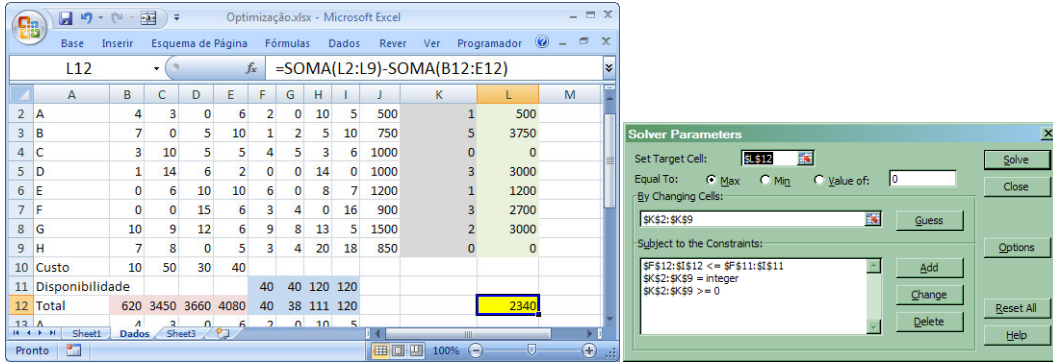 Optimização.xlsx - Microsoft Excel
Base Inserir Esquema de Página Fórmulas Dados Rever Ver Programador
L12 fx =SOMA(L2:L9)-SOMA(B12:E12)
A B C D E F G H I J K L M
2 A 4 3 0 6 2 0 10 5 500 1 500
3 B 7 0 5 10 1 2 5 10 750 5 3750
4 C 3 10 5 5 4 5 3 6 1000 0 0
5 D 1 14 6 2 0 0 14 0 1000 3 3000
6 E 0 6 10 10 6 0 8 7 1200 1 1200
7 F 0 0 15 6 3 4 0 16 900 3 2700
8 G 10 9 12 6 9 8 13 5 1500 2 3000
9 H 7 8 0 5 3 4 20 18 850 0 0
10 Custo 10 50 30 40
11 Disponibilidade 40 40 120 120
12 Total 620 3450 3660 4080 40 38 111 120 2340
13 A 4 3 0 6 2 0 10 5
Sheet1 Dados Sheet3
Pronto 100%
Solver Parameters
Set Target Cell: $L$12 Solve
Equal To: Max Min Value of: 0 Close
By Changing Cells:
$K$2:$K$9 Guess
Subject to the Constraints: Options
$F$12:$I$12 <= $F$11:$I$11 Add
$K$2:$K$9 = integer
$K$2:$K$9 >= 0
Change
Reset All
Delete
Help